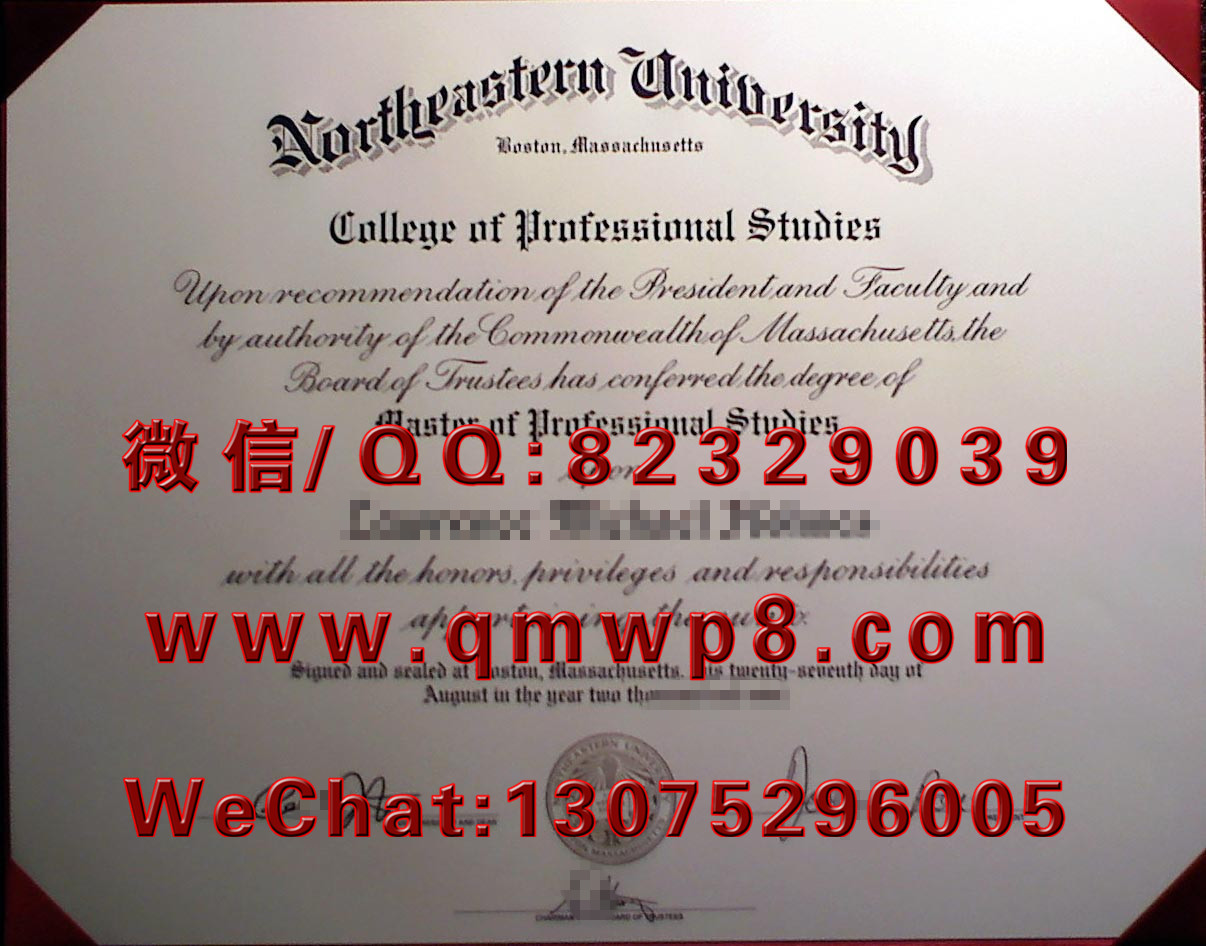 Northeastern University
Boston, Massachusetts
College of Professional Studies
Upon recommendation of the President and Faculty and
by authority of the Commonwealth of Massachusetts, the
Board of Trustees has conferred the degree of
Master of Professional Studies
微信/QQ:82329039
upon
with all the honors, privileges and responsibilities
www.qmwp8.com
Signed and sealed at Boston, Massachusetts. This twenty-seventh day of
August in the year two
WeChat:13075296005